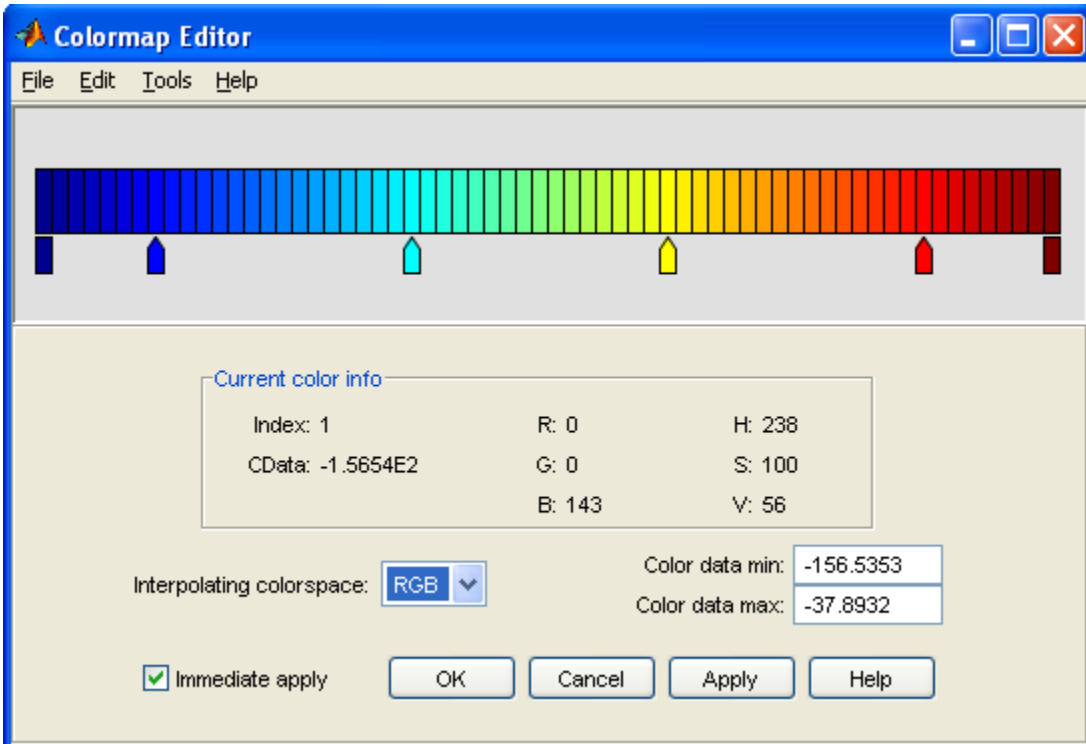 Colormap Editor
File Edit Tools Help
Current color info
Index: 1 R: 0 H: 238
CData: -1.5654E2 G: 0 S: 100
B: 143 V: 56
Interpolating colorspace: RGB
Color data min: -156.5353
Color data max: -37.8932
Immediate apply OK Cancel Apply Help